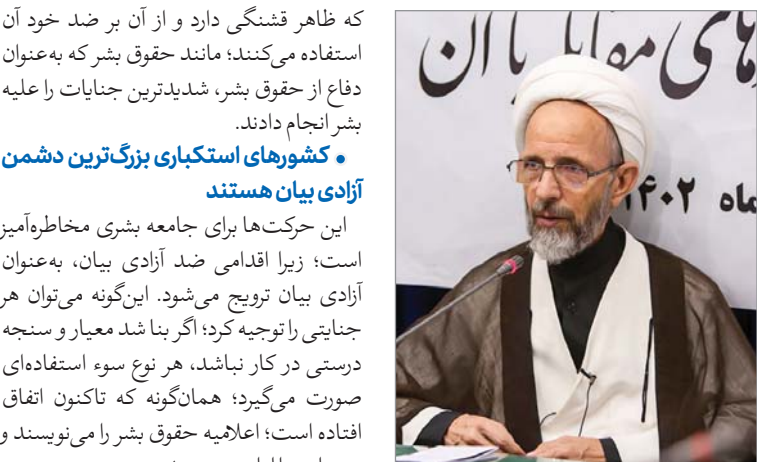 که ظاهر قشنگی دارد و از آن بر ضد خود آن
استفاده می‌کنند؛ مانند حقوق بشر که به‌عنوان
دفاع از حقوق بشر، شدیدترین جنایات را علیه
بشر انجام دادند.
• کشورهای استکباری بزرگ‌ترین دشمن
آزادی بیان هستند
این حرکت‌ها برای جامعه بشری مخاطره‌آمیز
است؛ زیرا اقدامی ضد آزادی بیان، به‌عنوان
آزادی بیان ترویج می‌شود. این‌گونه می‌توان هر
جنایتی را توجیه کرد؛ اگر بنا شد معیار و سنجه
درستی در کار نباشد، هر نوع سوء استفاده‌ای
صورت می‌گیرد؛ همان‌گونه که تاکنون اتفاق
افتاده است؛ اعلامیه حقوق بشر را می‌نویسند و
های مقابله با آن
ماه ۱۴۰۲